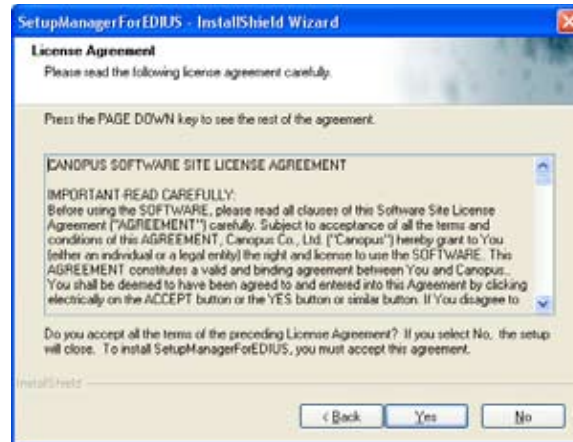 SetupManagerForEDIUS - InstallShield Wizard
License Agreement
Please read the following license agreement carefully.
Press the PAGE DOWN key to see the rest of the agreement.
CANOPUS SOFTWARE SITE LICENSE AGREEMENT
IMPORTANT-READ CAREFULLY:
Before using the SOFTWARE, please read all clauses of this Software Site License
Agreement ("AGREEMENT") carefully. Subject to acceptance of all the terms and
conditions of this AGREEMENT, Canopus Co., Ltd. ("Canopus") hereby grant to You
(either an individual or a legal entity) the right and license to use the SOFTWARE. This
AGREEMENT constitutes a valid and binding agreement between You and Canopus.
You shall be deemed to have been agreed to and entered into this Agreement by clicking
electrically on the ACCEPT button or the YES button or similar button. If You disagree to
Do you accept all the terms of the preceding License Agreement? If you select No, the setup
will close. To install SetupManagerForEDIUS, you must accept this agreement.
InstallShield
< Back Yes No